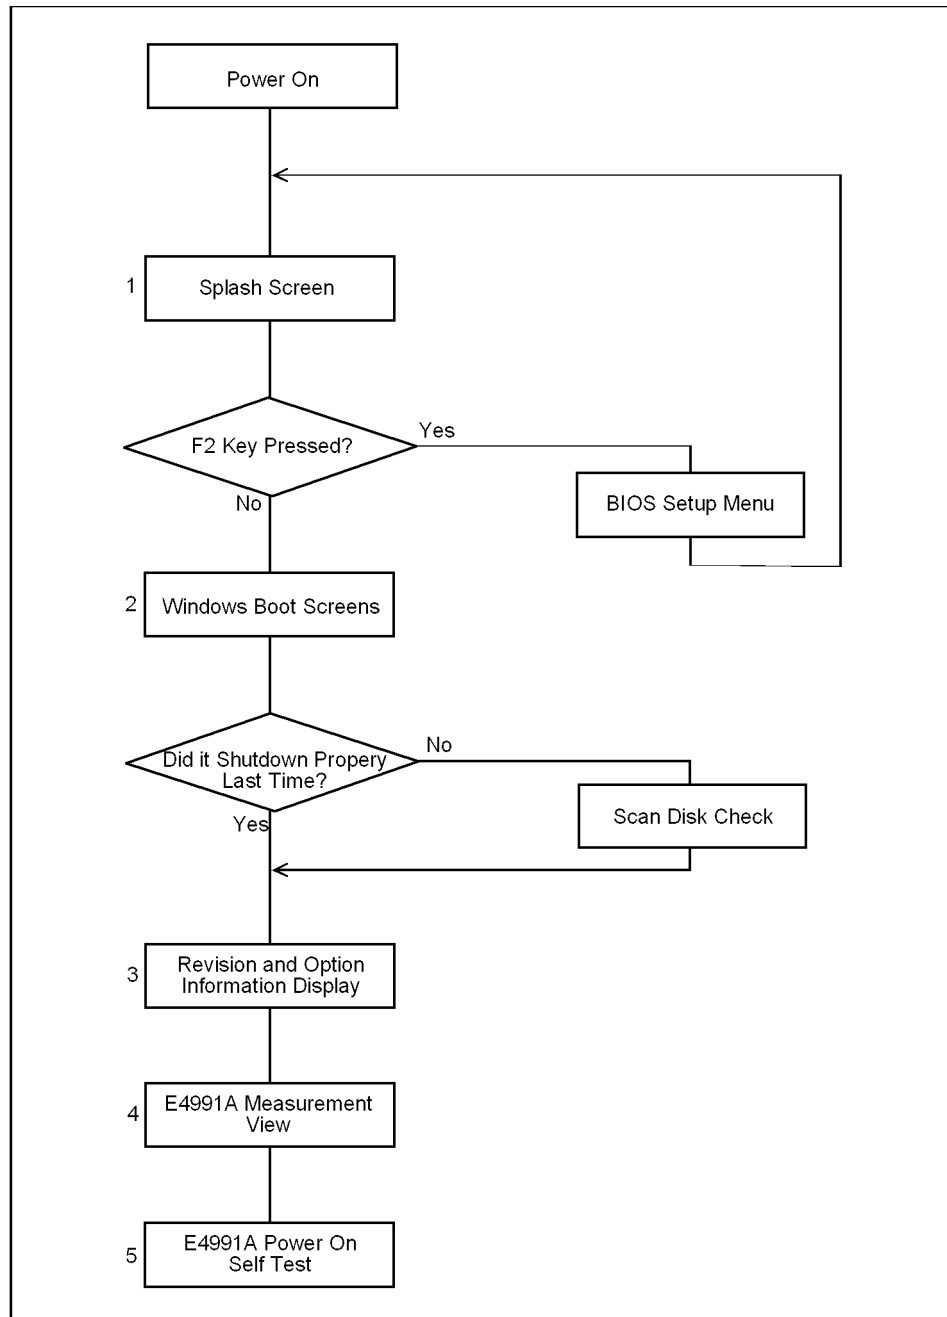 Power On
1
Splash Screen
F2 Key Pressed?
Yes
No
BIOS Setup Menu
2
Windows Boot Screens
Did it Shutdown Propery
Last Time?
No
Yes
Scan Disk Check
3
Revision and Option
Information Display
4
E4991A Measurement
View
5
E4991A Power On
Self Test